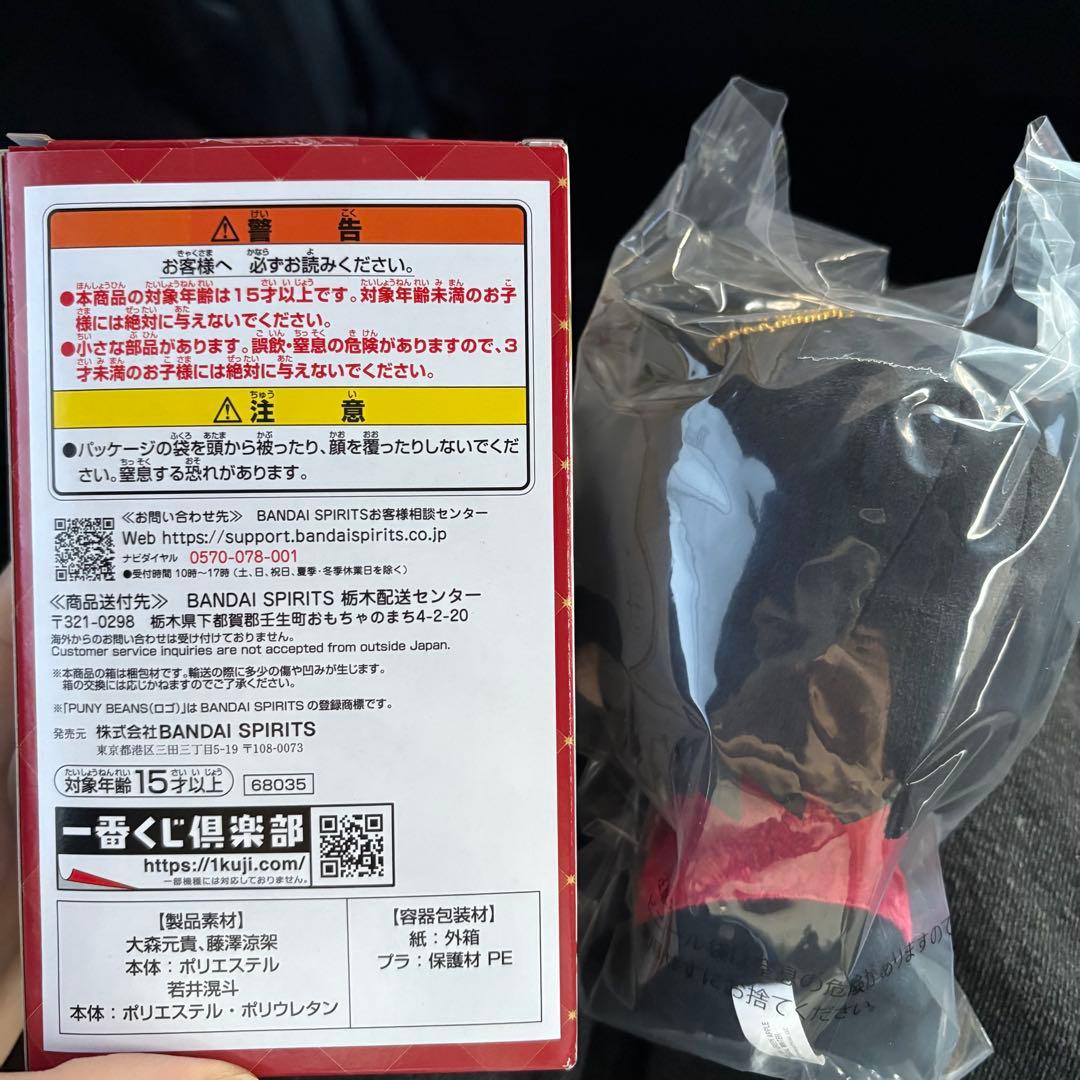 ⚠警告
お客様へ 必ずお読みください。
●本商品の対象年齢は15才以上です。対象年齢未満のお子
様には絶対に与えないでください。
●小さな部品があります。誤飲・窒息の危険がありますので、3
才未満のお子様には絶対に与えないでください。
⚠注意
●パッケージの袋を頭から被ったり、顔を覆ったりしないでくだ
さい。窒息する恐れがあります。
≪お問い合わせ先≫ BANDAI SPIRITSお客様相談センター
Web https://support.bandaispirits.co.jp
ナビダイヤル 0570-078-001
●受付時間 10時~17時(土、日、祝日、夏季・冬季休業日を除く)
≪商品送付先≫ BANDAI SPIRITS 栃木配送センター
〒321-0298 栃木県下都賀郡壬生町おもちゃのまち4-2-20
海外からのお問い合わせは受け付けておりません。
Customer service inquiries are not accepted from outside Japan.
※本商品の箱は梱包材です。輸送の際に多少の傷や凹みが生じます。
箱の交換には応じかねますのでご了承ください。
※「PUNY BEANS(ロゴ)」は BANDAI SPIRITS の登録商標です。
発売元 株式会社BANDAI SPIRITS
東京都港区三田三丁目5-19 〒108-0073
対象年齢15才以上 68035
一番くじ倶楽部
https://1kuji.com/
一部機種には対応しておりません。
【製品素材】
大森元貴、藤澤涼架
本体:ポリエステル
若井滉斗
本体:ポリエステル・ポリウレタン
【容器包装材】
紙:外箱
プラ:保護材 PE
の危険がありますので
にお捨てください。